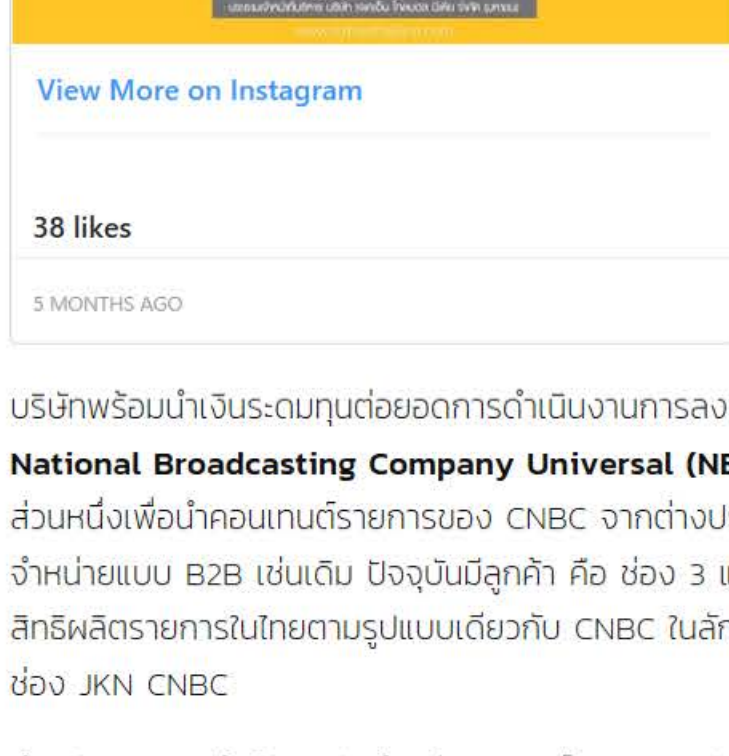 View More on Instagram
38 likes
5 MONTHS AGO
บริษัทพร้อมนำเงินระดมทุนต่อยอดการดำเนินงานการลง
National Broadcasting Company Universal (NB
ส่วนหนึ่งเพื่อนำคอนเทนต์รายการของ CNBC จากต่างป
จำหน่ายแบบ B2B เช่นเดิม ปัจจุบันมีลูกค้า คือ ช่อง 3 แ
สิทธิผลิตรายการในไทยตามรูปแบบเดียวกับ CNBC ในลัก
ช่อง JKN CNBC